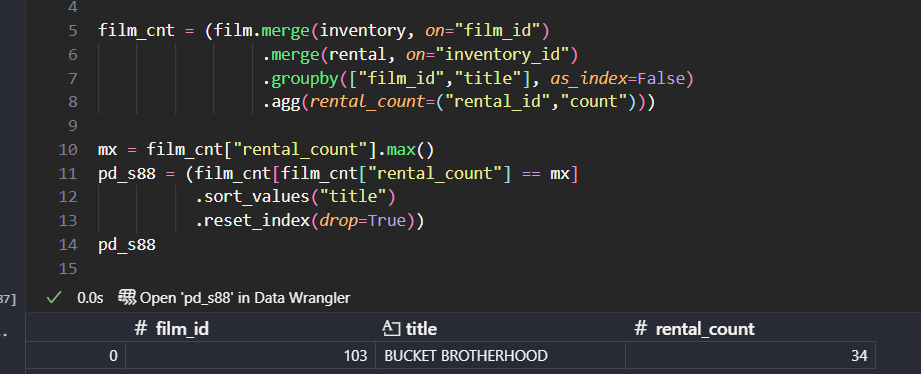 4
5 film_cnt = (film.merge(inventory, on="film_id")
6 .merge(rental, on="inventory_id")
7 .groupby(["film_id","title"], as_index=False)
8 .agg(rental_count=("rental_id","count")))
9
10 mx = film_cnt["rental_count"].max()
11 pd_s88 = (film_cnt[film_cnt["rental_count"] == mx]
12 .sort_values("title")
13 .reset_index(drop=True))
14 pd_s88
15
37] ✓ 0.0s Open 'pd_s88' in Data Wrangler
# film_id A title # rental_count
0 103 BUCKET BROTHERHOOD 34